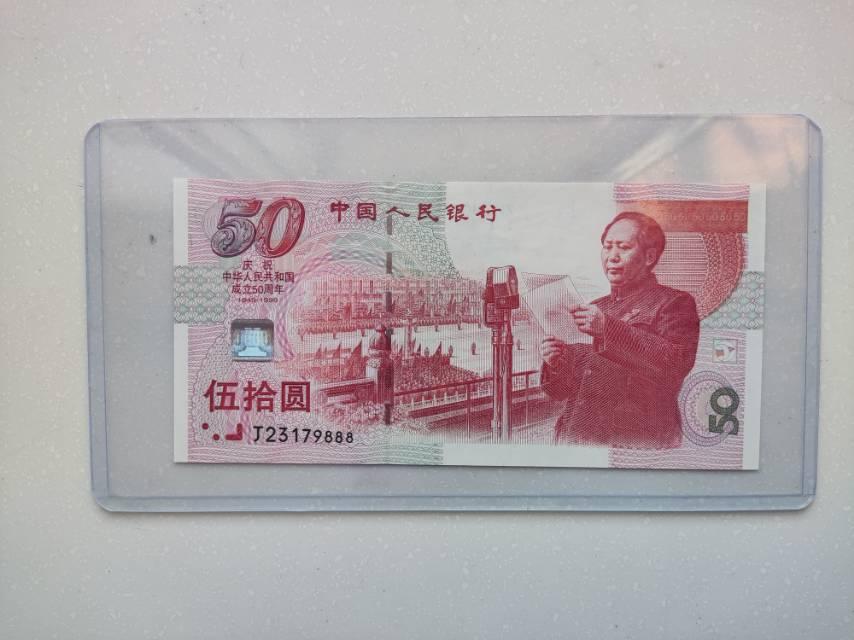 50
中国人民银行
庆祝
中华人民共和国
成立50周年
1949-1999
伍拾圆
J23179888
50